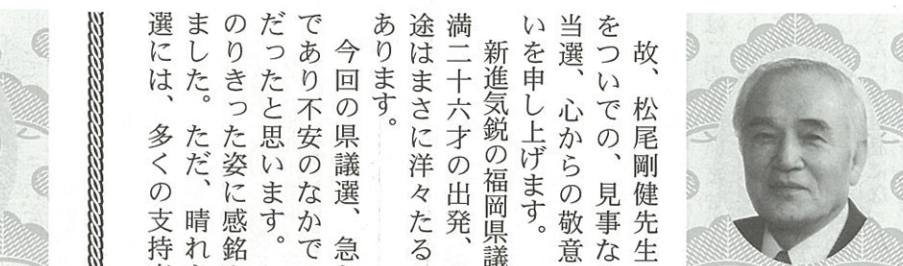 故、松尾剛健先生
をついでの、見事な
当選、心からの敬意
いを申し上げます。
新進気鋭の福岡県議
満二十六才の出発、
途はまさに洋々たる
あります。
今回の県議選、急
であり不安のなかで
だったと思います。
のりきった姿に感銘
ました。ただ、晴れ
選には、多くの支持